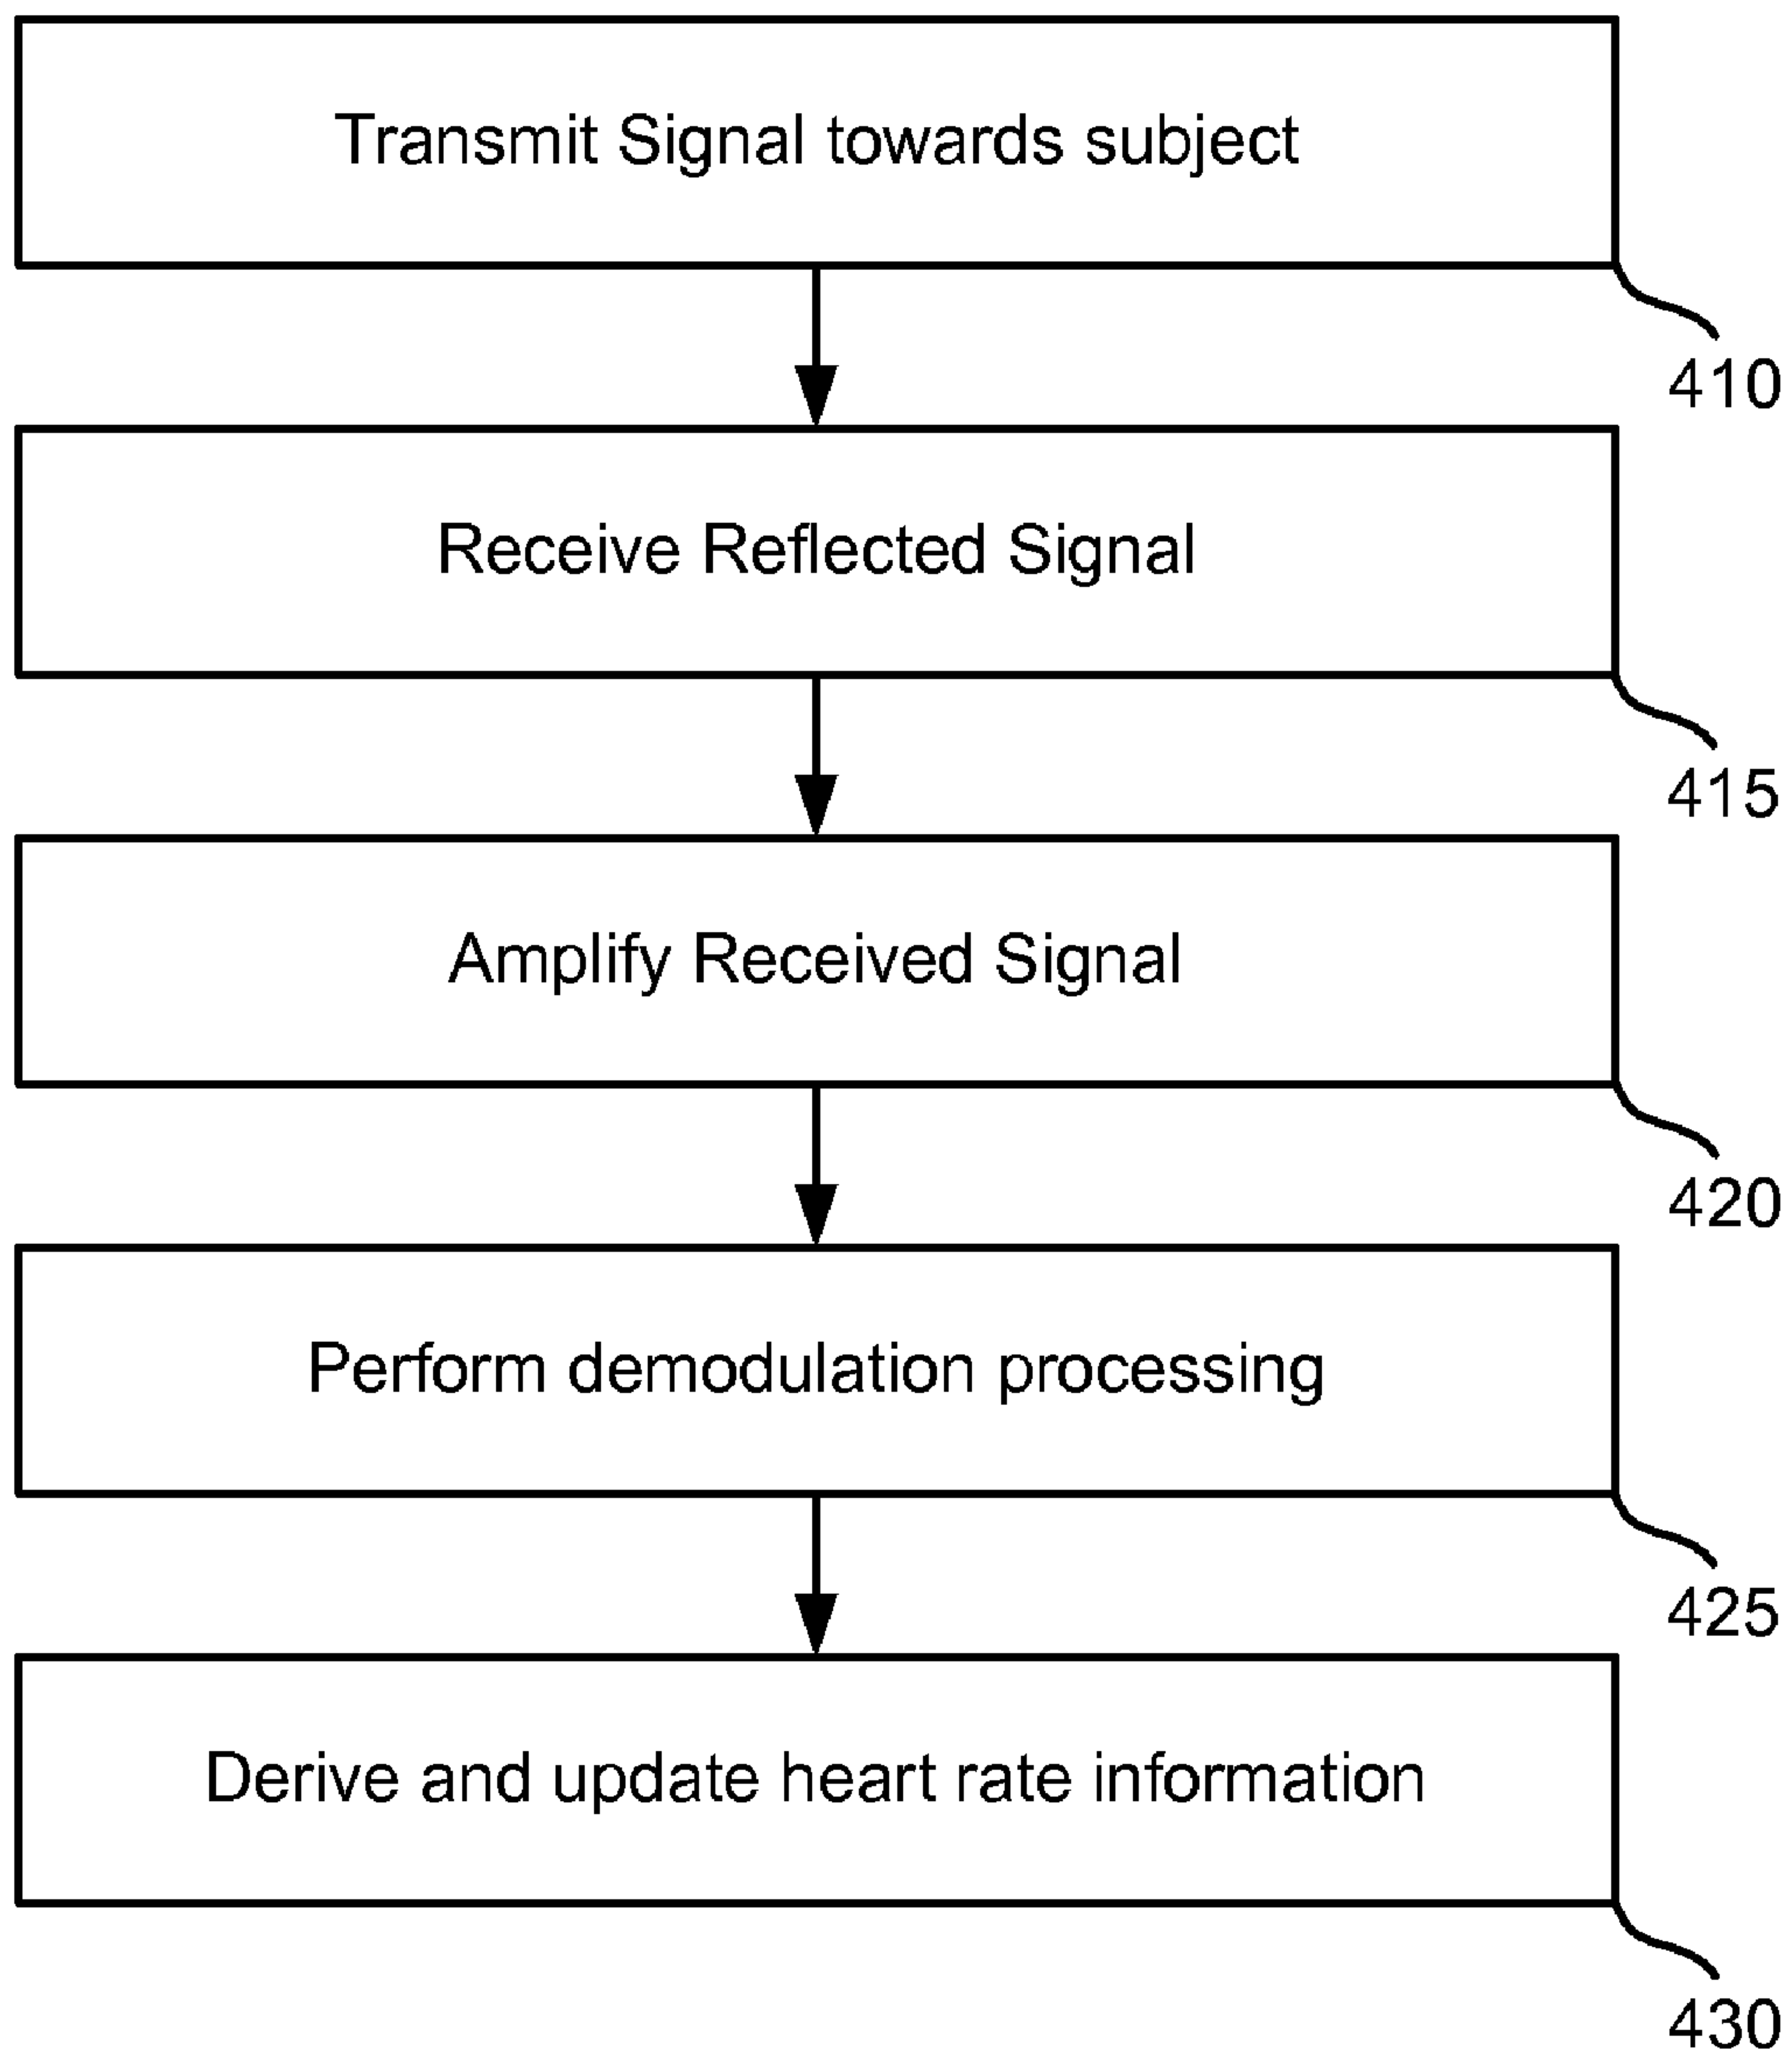 Transmit Signal towards subject
410
Receive Reflected Signal
415
Amplify Received Signal
420
Perform demodulation processing
425
Derive and update heart rate information
430